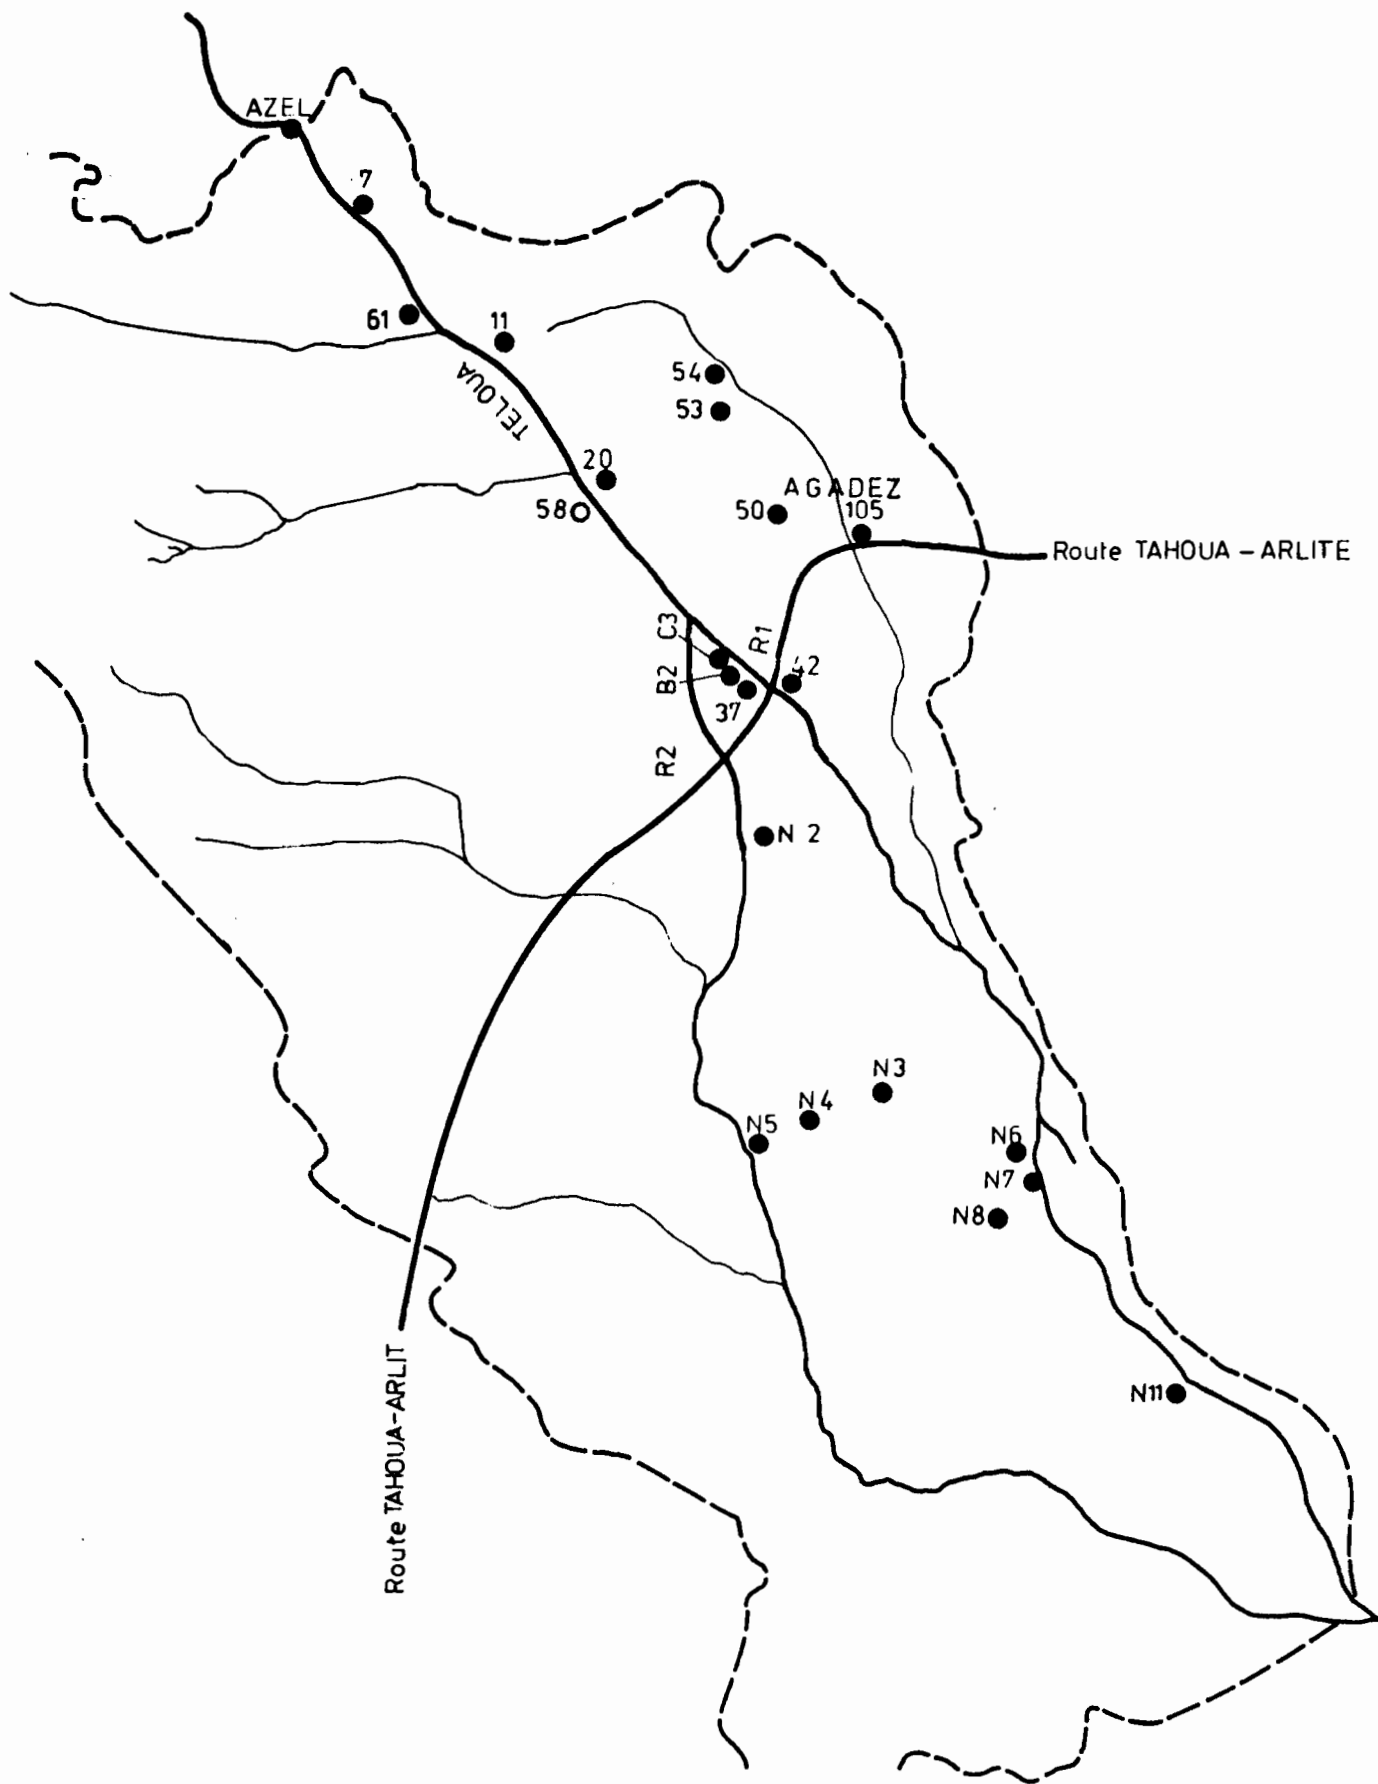 AZEL
7
61
11
TELOUA
54
53
20
58
AGADEZ
50
105
Route TAHOUA – ARLITE
C3
R1
B2
42
37
R2
N 2
N3
N4
N5
N6
N7
N8
N11
Route TAHOUA-ARLIT